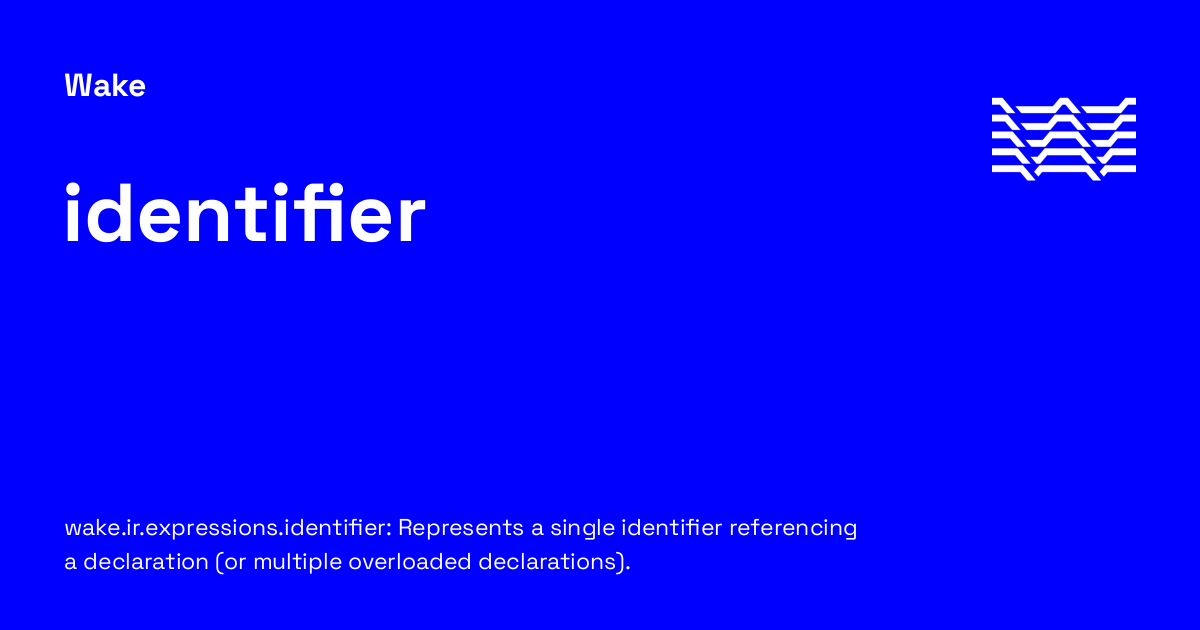 Wake
identifier
wake.ir.expressions.identifier: Represents a single identifier referencing
a declaration (or multiple overloaded declarations).